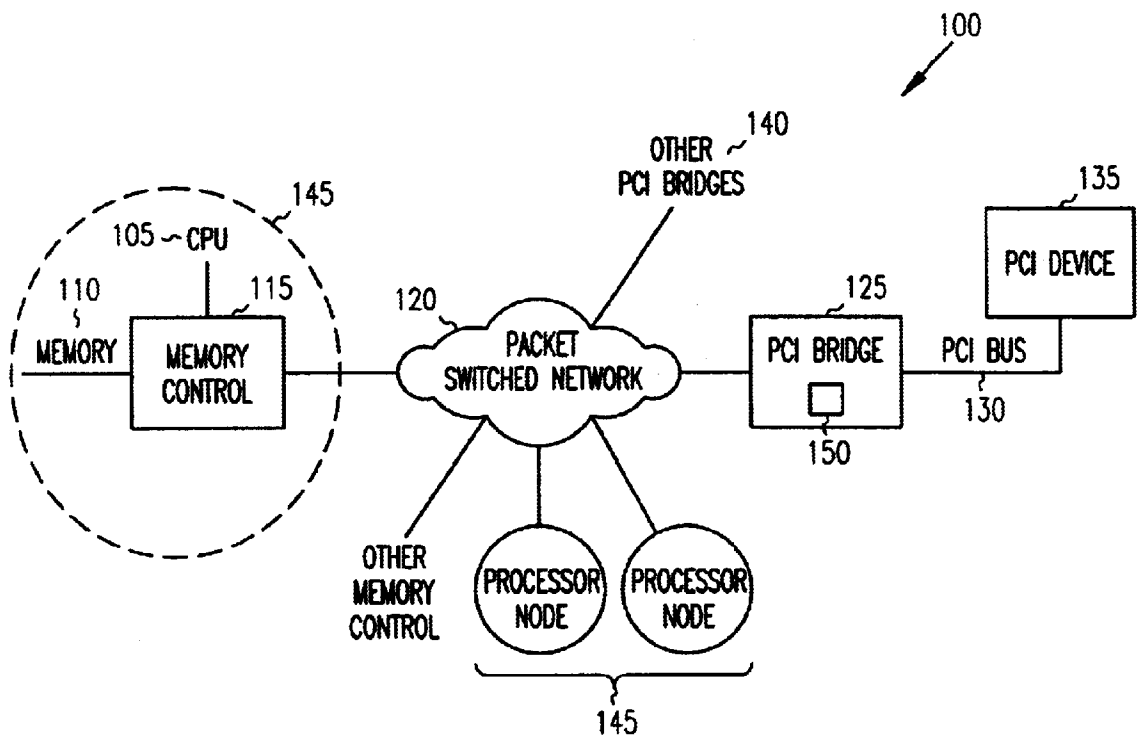 100
OTHER
PCI BRIDGES
140
145
135
105 CPU
PCI DEVICE
110
115
120
125
MEMORY
MEMORY
CONTROL
PACKET
SWITCHED NETWORK
PCI BRIDGE
PCI BUS
130
150
OTHER
MEMORY
CONTROL
PROCESSOR
NODE
PROCESSOR
NODE
145